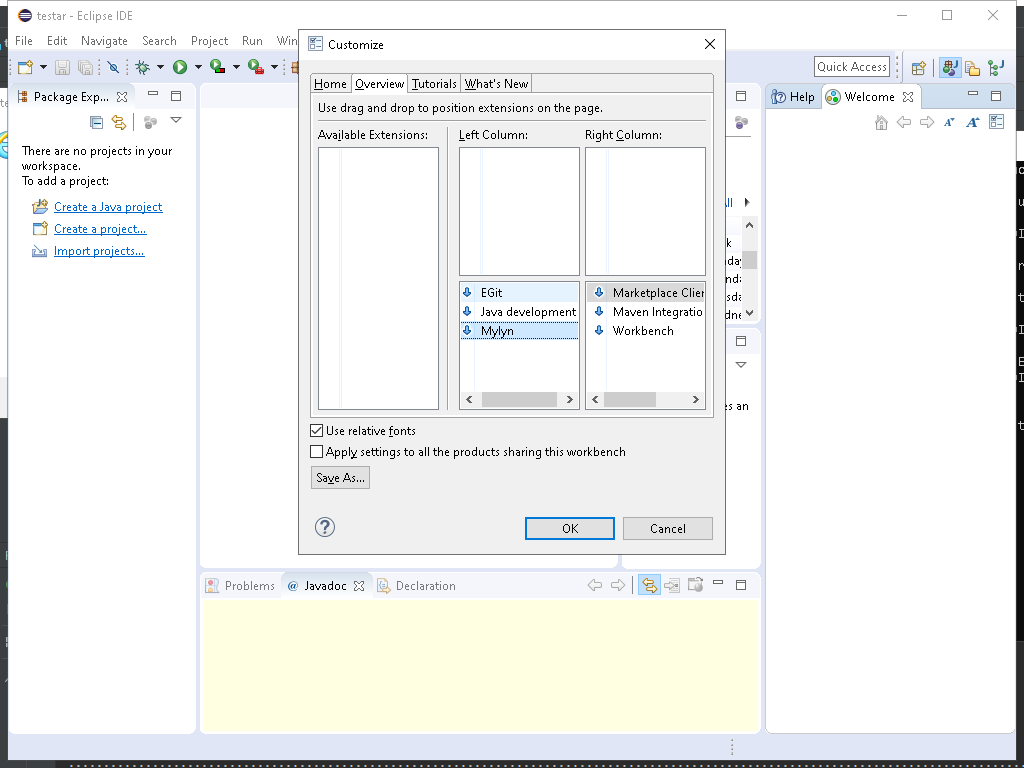 testar - Eclipse IDE
File Edit Navigate Search Project Run Win
Quick Access
Customize
Home Overview Tutorials What's New
Use drag and drop to position extensions on the page.
Available Extensions: Left Column: Right Column:
EGit
Java development
Mylyn
Marketplace Clier
Maven Integratio
Workbench
Use relative fonts
Apply settings to all the products sharing this workbench
Save As...
OK Cancel
Package Exp...
There are no projects in your
workspace.
To add a project:
Create a Java project
Create a project...
Import projects...
Help Welcome
es an
Problems @ Javadoc Declaration